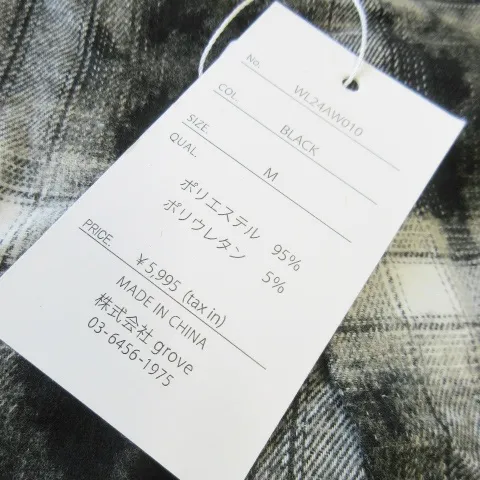 No. WL24AW010
COL. BLACK
SIZE. M
QUAL.
ポリエステル 95%
ポリウレタン 5%
PRICE. ¥5,995 (tax in)
MADE IN CHINA
株式会社 grove
03-6456-1975